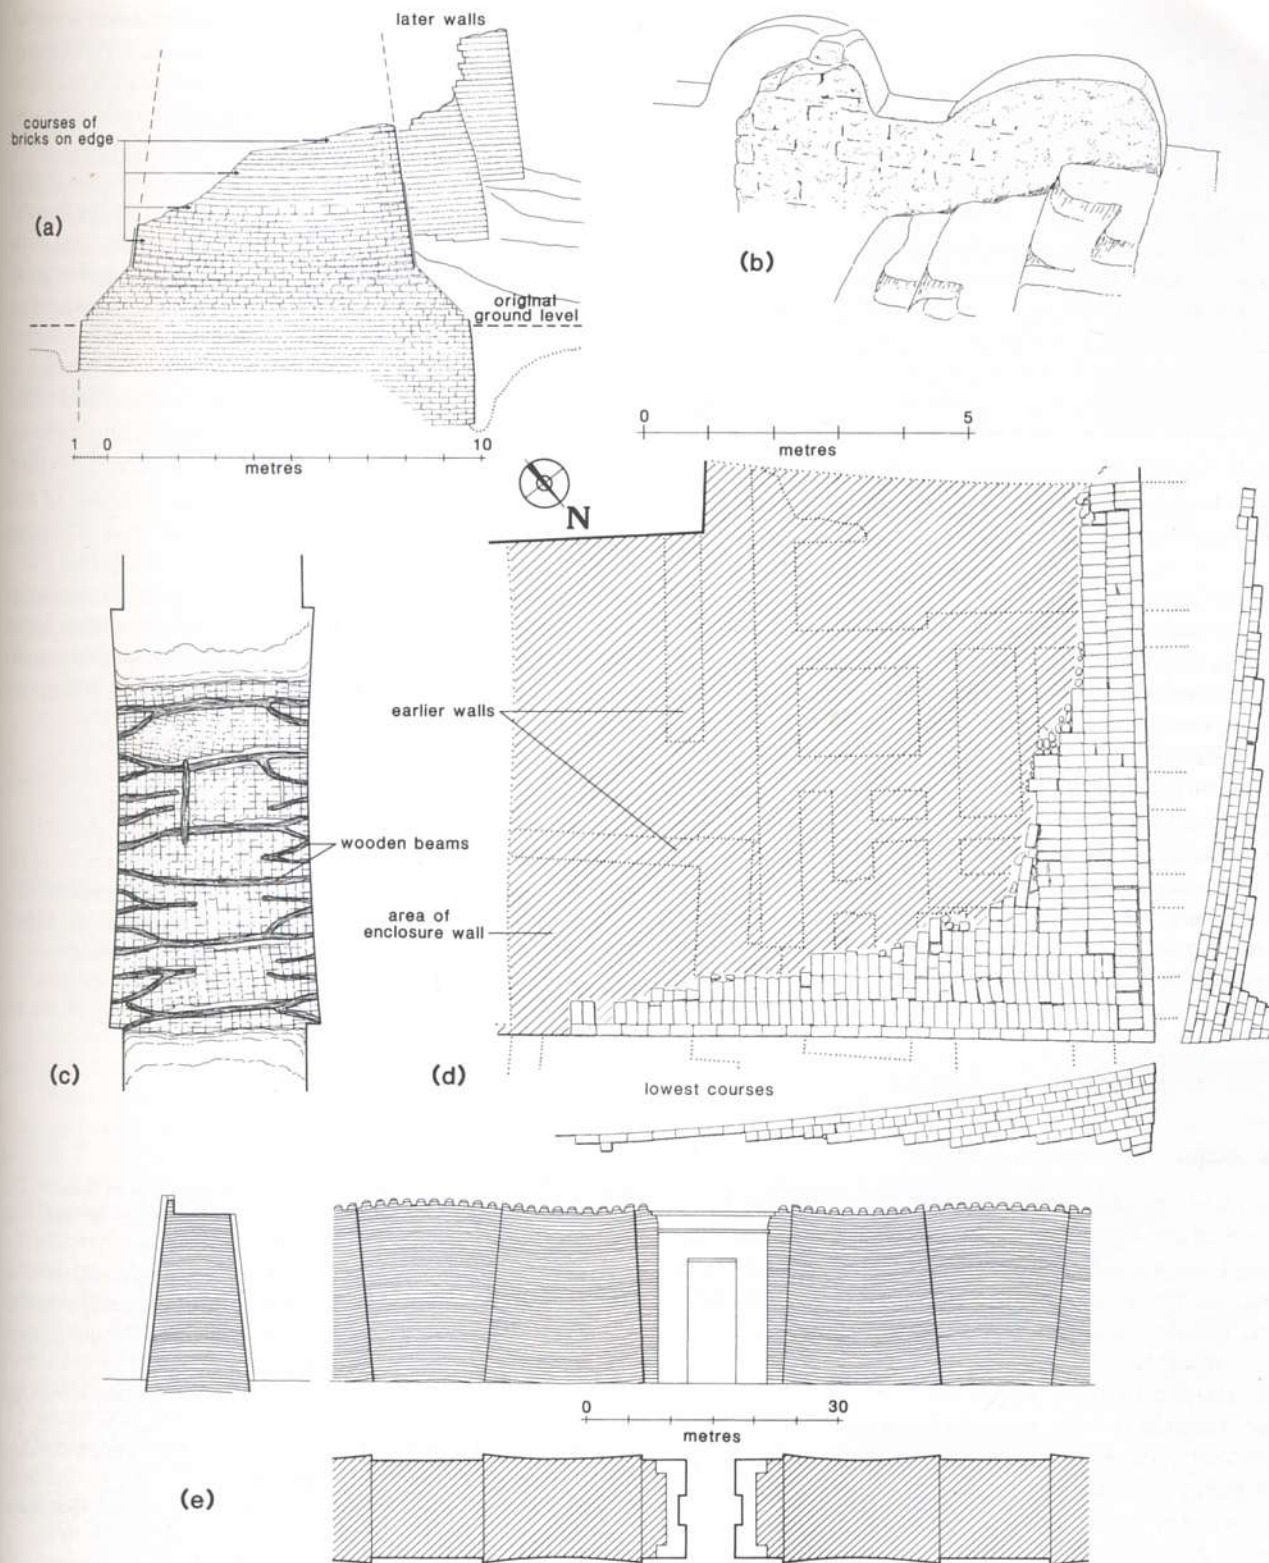 later walls
courses of
bricks on edge
(a)
(b)
original
ground level
1 0 10
metres
0 5
metres
N
earlier walls
wooden beams
area of
enclosure wall
(c)
(d)
lowest courses
0 30
metres
(e)